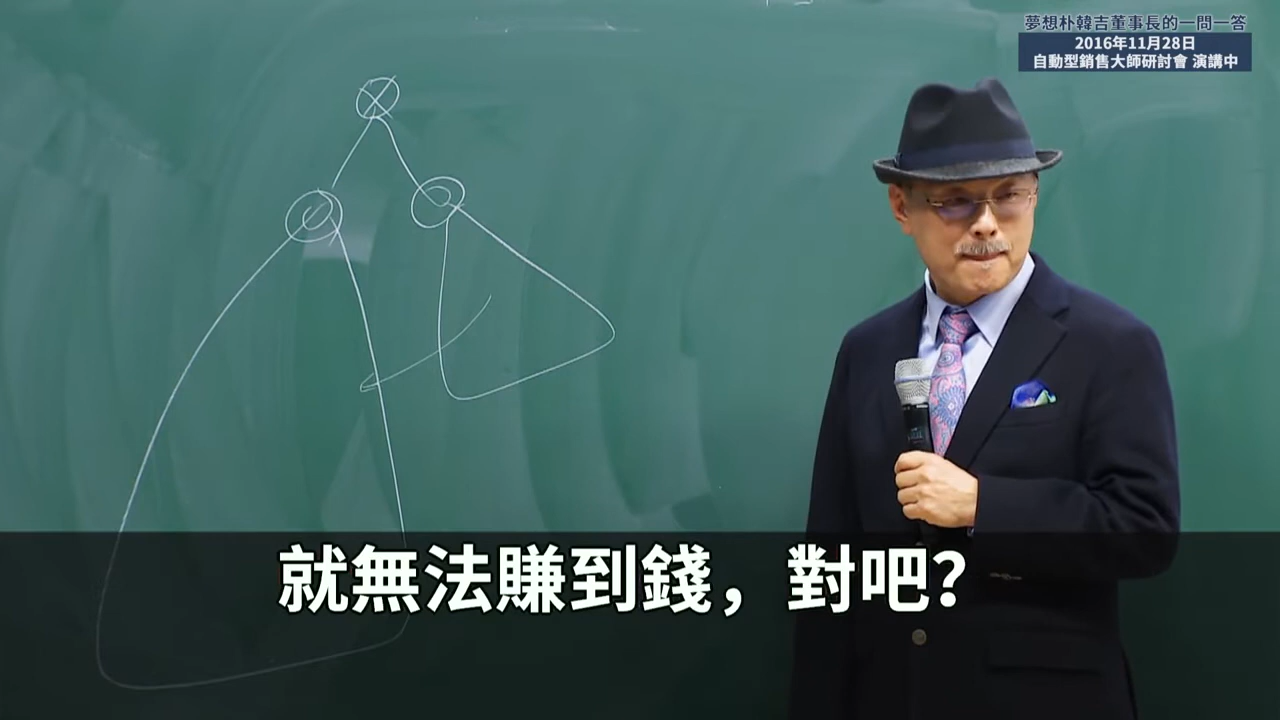 夢想朴韓吉董事長的一問一答
2016年11月28日
自動型銷售大師研討會 演講中
就無法賺到錢，對吧？